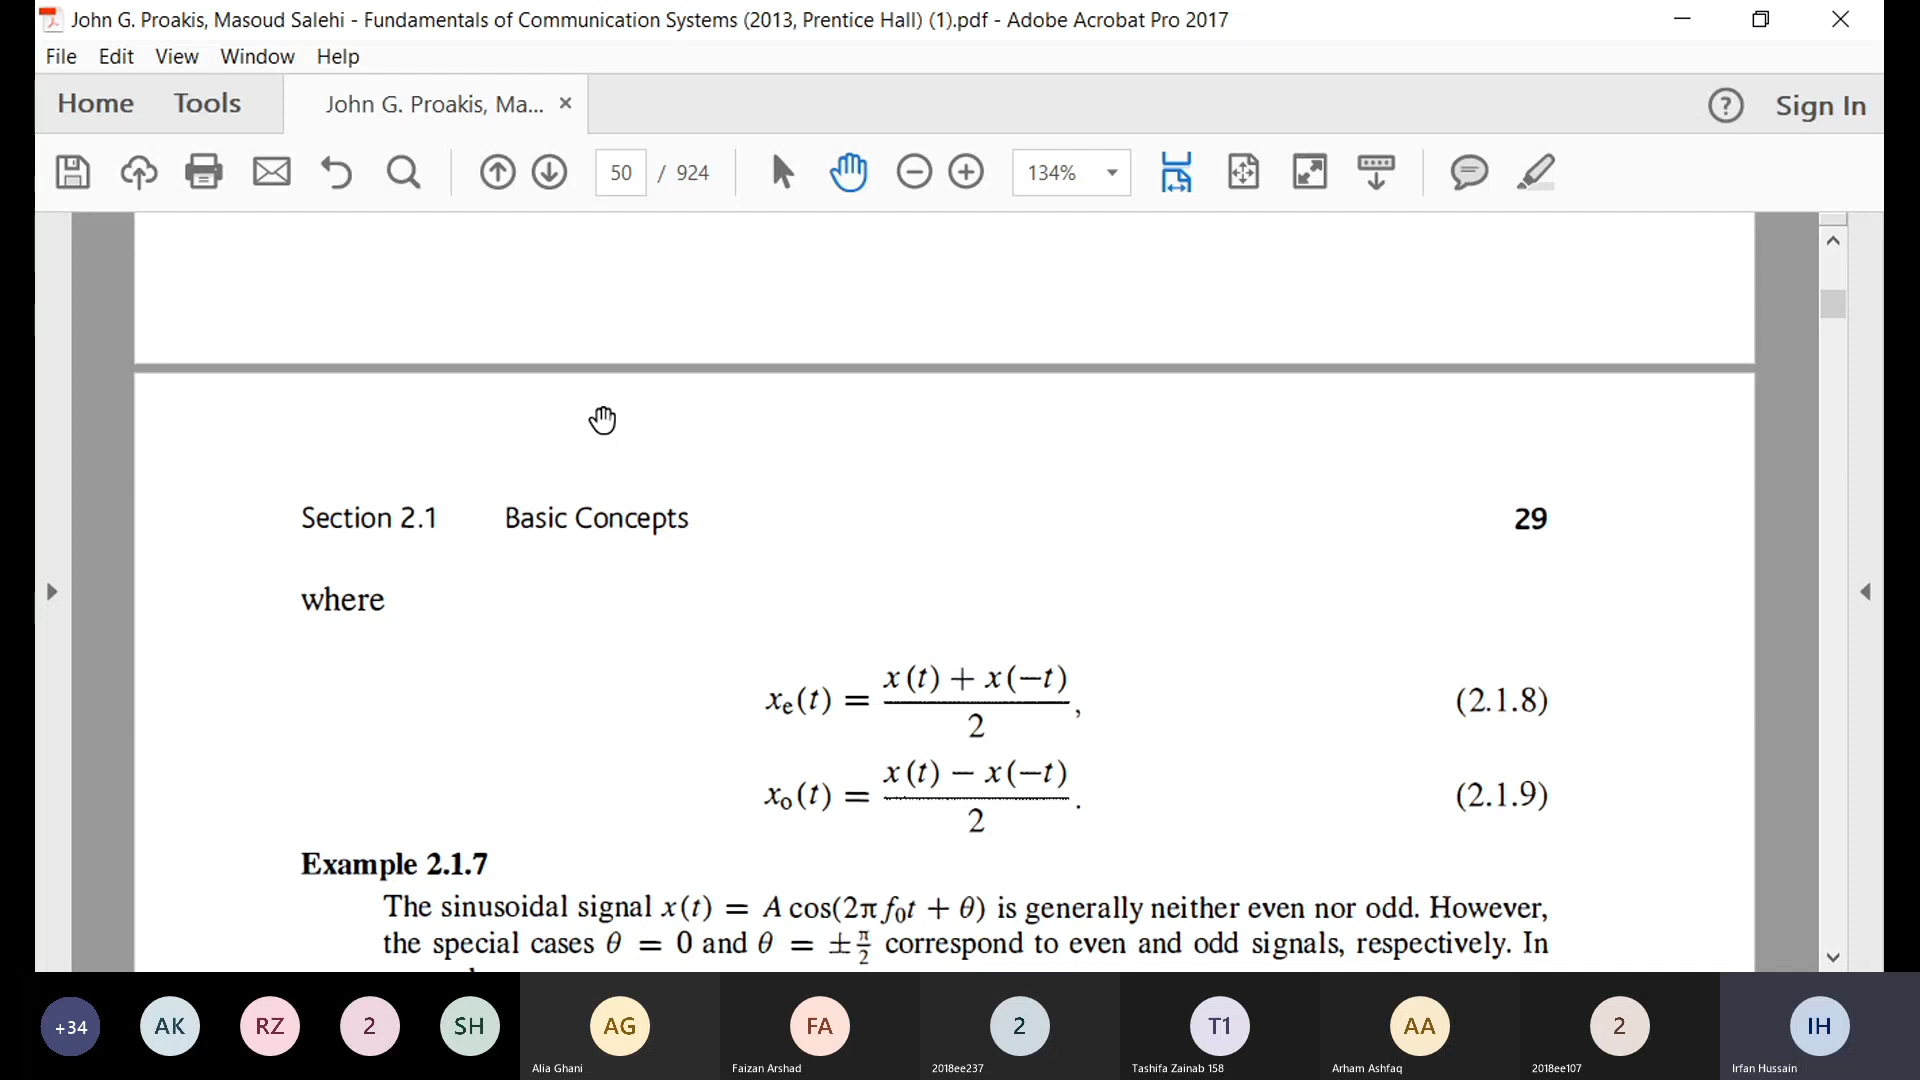 John G. Proakis, Masoud Salehi - Fundamentals of Communication Systems (2013, Prentice Hall) (1).pdf - Adobe Acrobat Pro 2017
File Edit View Window Help
Home Tools John G. Proakis, Ma... × ? Sign In
50 / 924 134%
Section 2.1 Basic Concepts 29
where
xₑ(t) = (x(t) + x(−t))/2, (2.1.8)
xₒ(t) = (x(t) − x(−t))/2. (2.1.9)
Example 2.1.7
The sinusoidal signal x(t) = A cos(2π f₀t + θ) is generally neither even nor odd. However,
the special cases θ = 0 and θ = ±π/2 correspond to even and odd signals, respectively. In
+34 AK RZ 2 SH AG FA 2 T1 AA 2 IH
Alia Ghani Faizan Arshad 2018ee237 Tashifa Zainab 158 Arham Ashfaq 2018ee107 Irfan Hussain